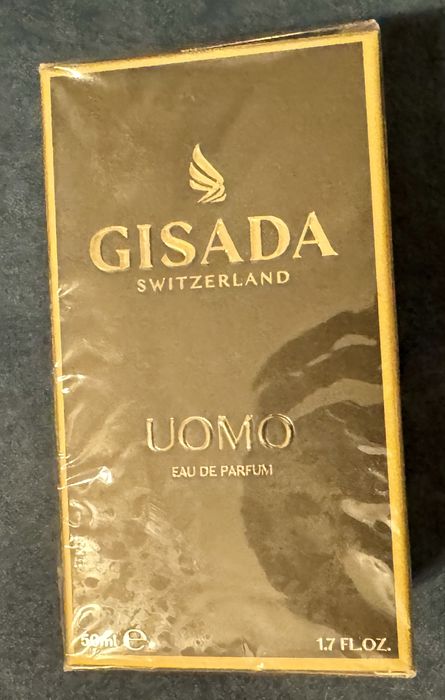 GISADA
SWITZERLAND
UOMO
EAU DE PARFUM
50ml ℮ 1.7 FL.OZ.